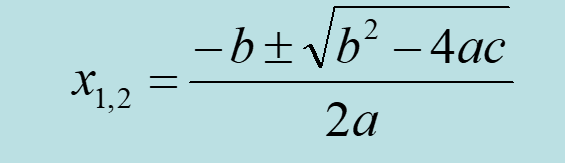 x₁,₂ = (−b ± √(b² − 4ac)) / 2a